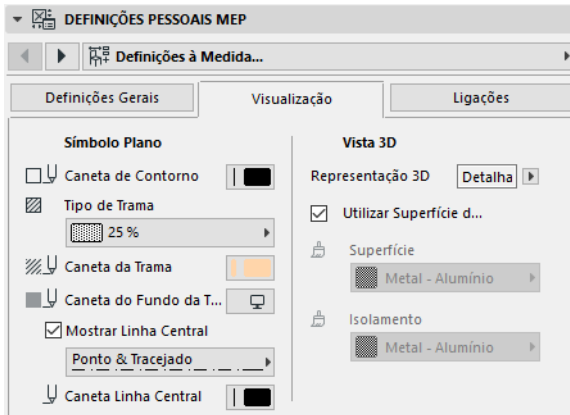 DEFINIÇÕES PESSOAIS MEP
Definições à Medida...
Definições Gerais
Visualização
Ligações
Símbolo Plano
Caneta de Contorno
Tipo de Trama
25 %
Caneta da Trama
Caneta do Fundo da T...
Mostrar Linha Central
Ponto & Tracejado
Caneta Linha Central
Vista 3D
Representação 3D Detalha
Utilizar Superfície d...
Superfície
Metal - Alumínio
Isolamento
Metal - Alumínio